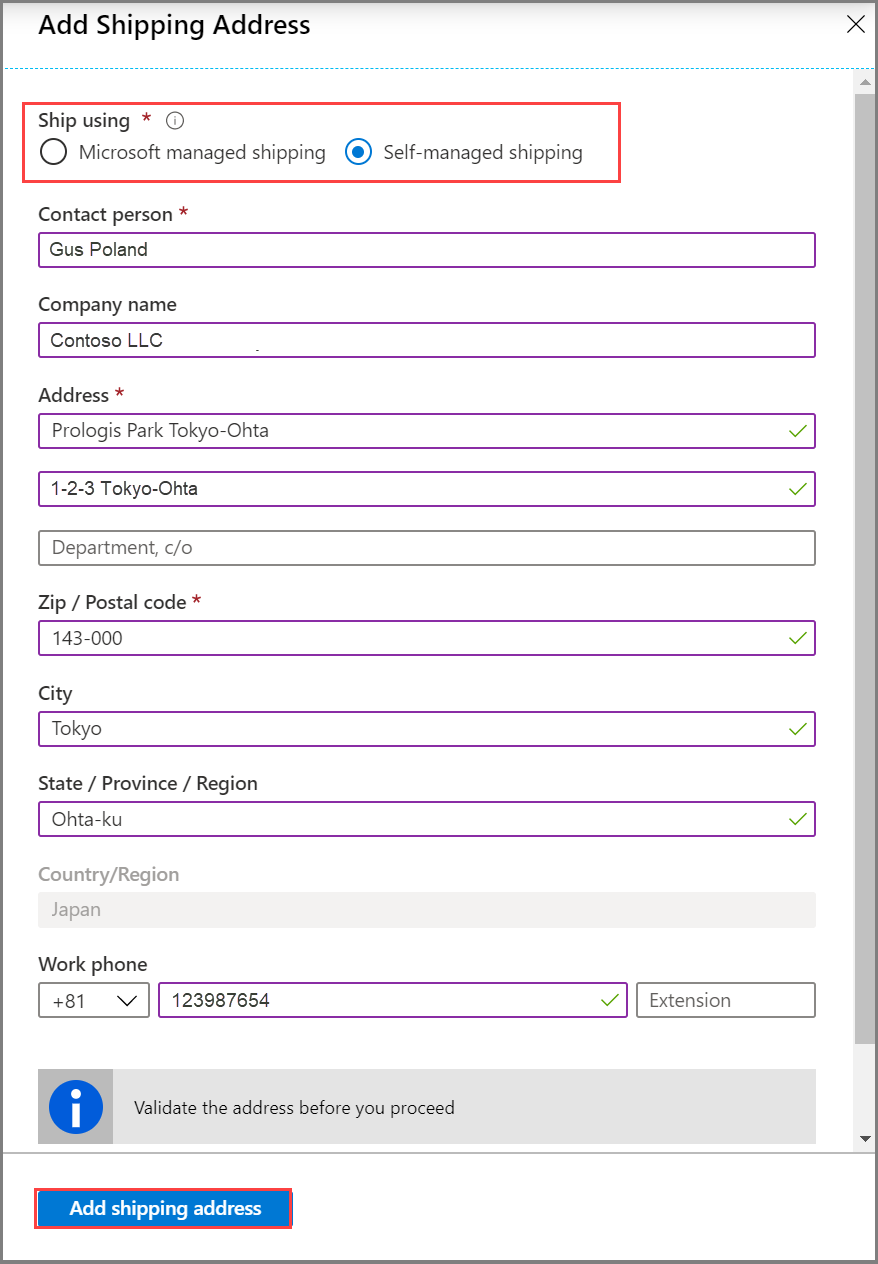 Add Shipping Address
Ship using *
Microsoft managed shipping Self-managed shipping
Contact person *
Gus Poland
Company name
Contoso LLC
Address *
Prologis Park Tokyo-Ohta
1-2-3 Tokyo-Ohta
Department, c/o
Zip / Postal code *
143-000
City
Tokyo
State / Province / Region
Ohta-ku
Country/Region
Japan
Work phone
+81 123987654 Extension
Validate the address before you proceed
Add shipping address